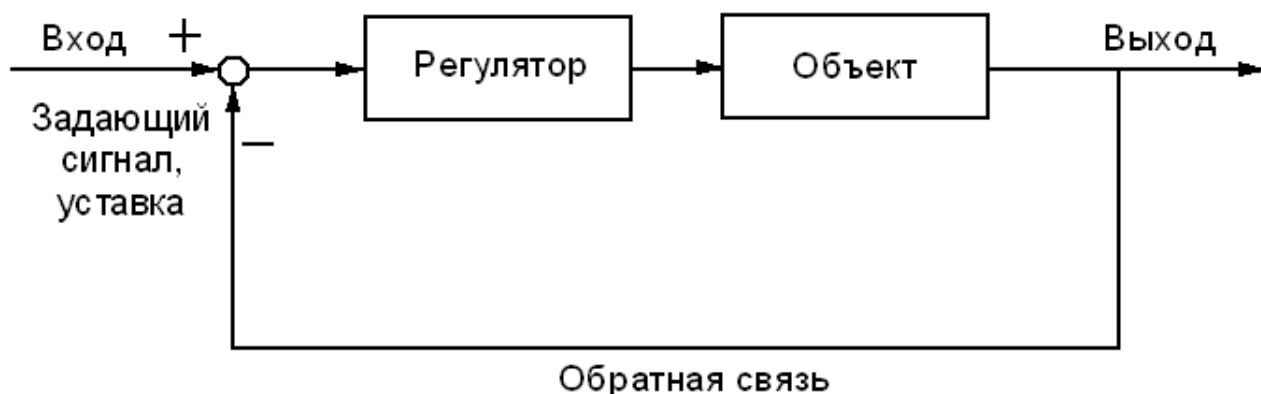 Вход
+
Регулятор
Объект
Выход
Задающий
сигнал,
уставка
−
Обратная связь